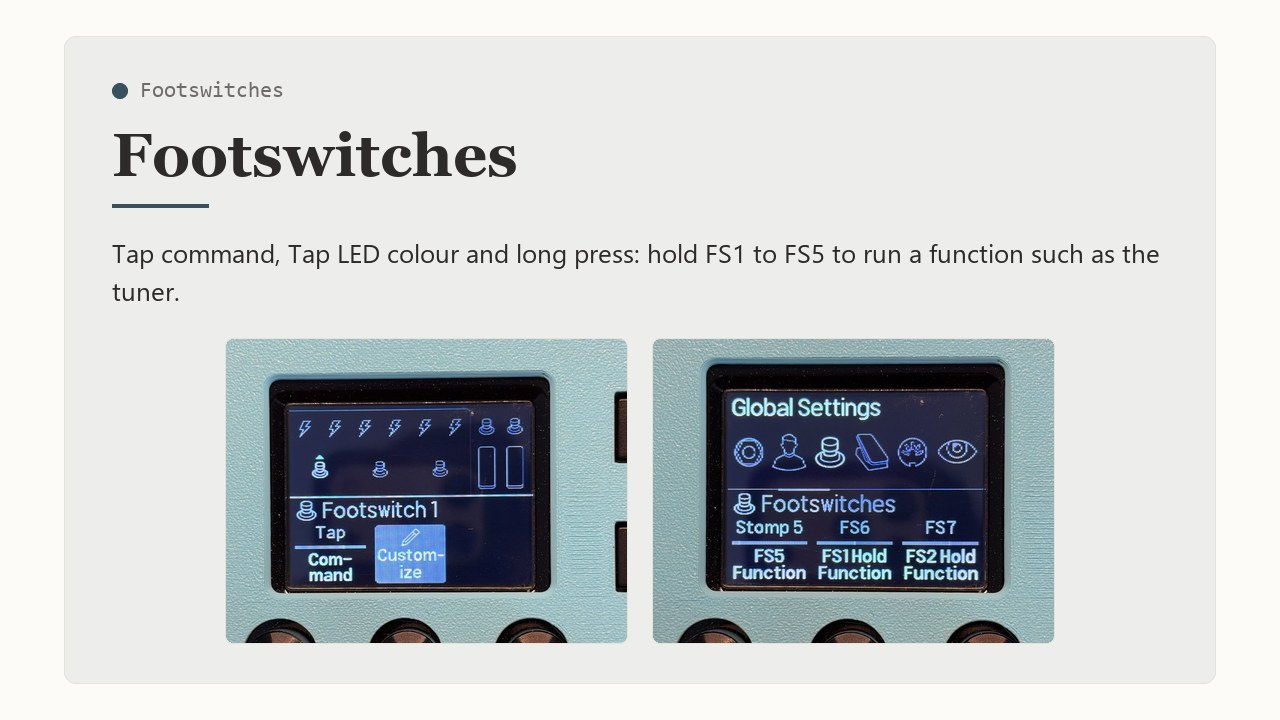 Footswitches
Footswitches
Tap command, Tap LED colour and long press: hold FS1 to FS5 to run a function such as the
tuner.
Footswitch 1
Tap
Com-
mand
Custom-
ize
Global Settings
Footswitches
Stomp 5 FS6 FS7
FS5 FS1 Hold FS2 Hold
Function Function Function